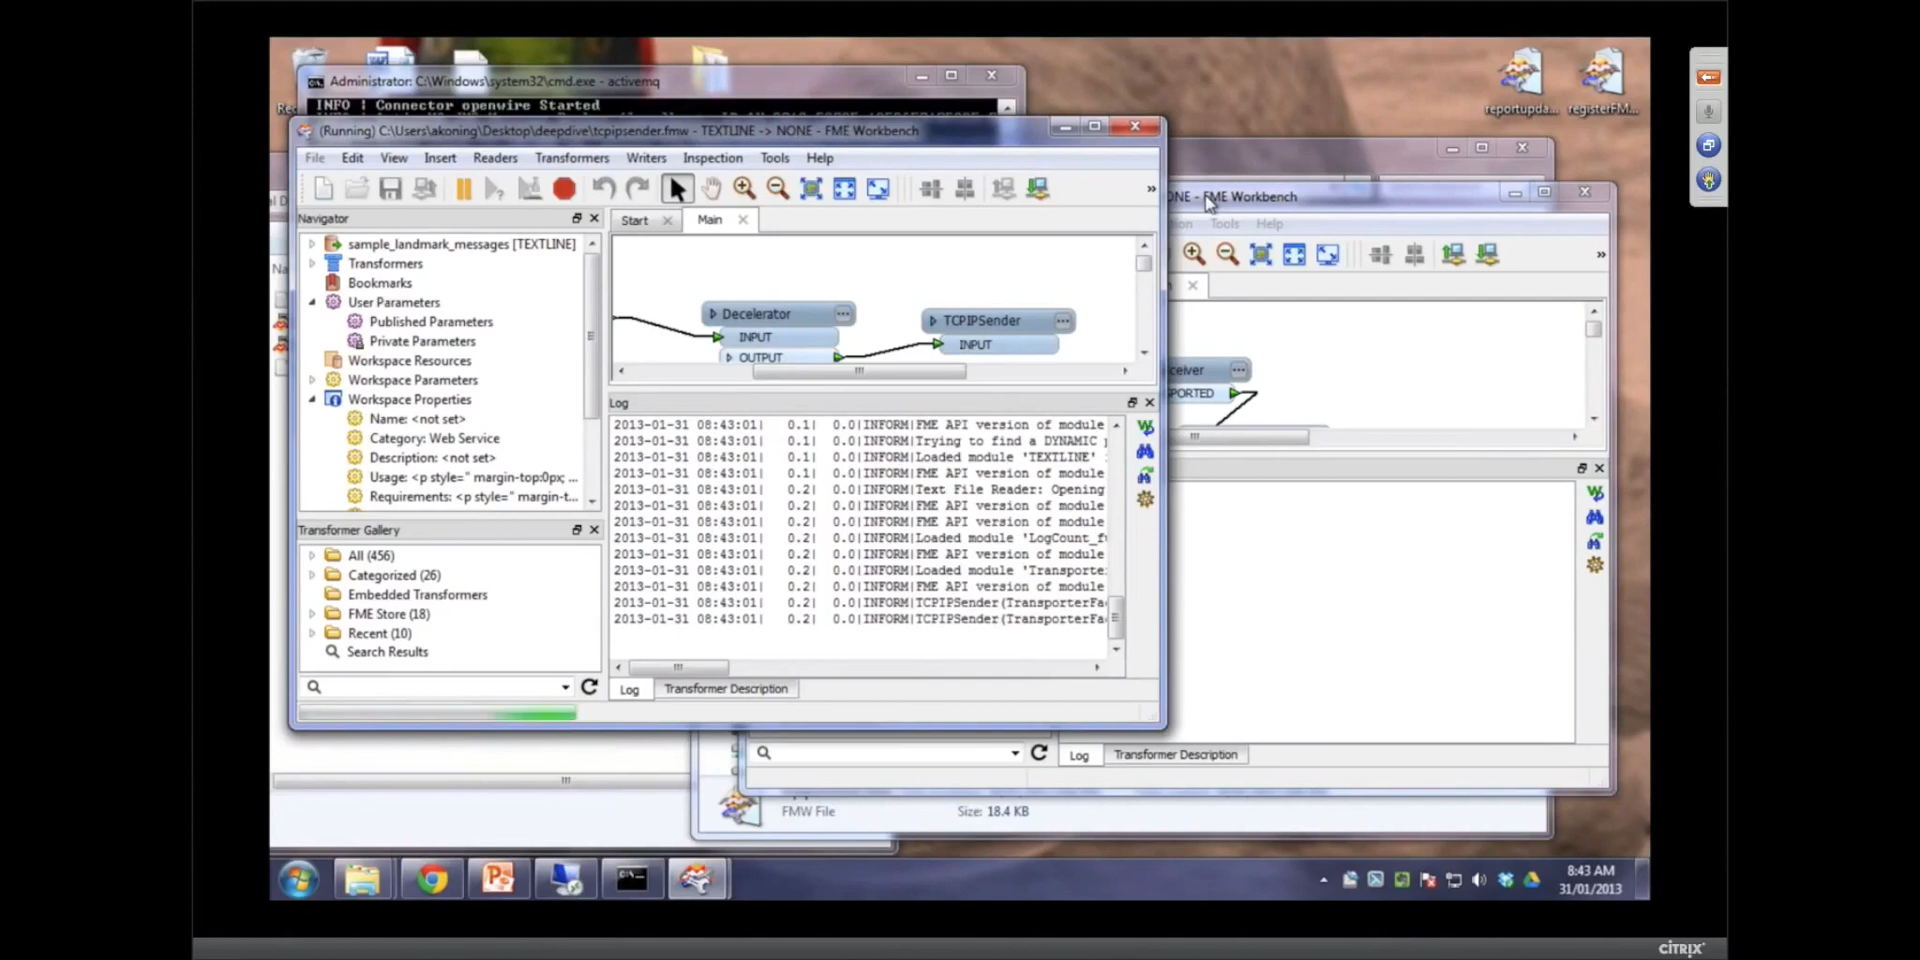 Administrator: C:\Windows\system32\cmd.exe - activemq
INFO | Connector openwire Started
reportupda...
registerFM...
(Running) C:\Users\akoning\Desktop\deepdive\tcpipsender.fmw - TEXTLINE -> NONE - FME Workbench
File Edit View Insert Readers Transformers Writers Inspection Tools Help
- FME Workbench
Tools Help
Navigator
Start
Main
sample_landmark_messages [TEXTLINE]
Transformers
Bookmarks
User Parameters
Published Parameters
Private Parameters
Workspace Resources
Workspace Parameters
Workspace Properties
Name: <not set>
Category: Web Service
Description: <not set>
Usage: <p style=" margin-top:0px; ...
Requirements: <p style=" margin-t...
Decelerator
INPUT
OUTPUT
TCPIPSender
INPUT
Log
2013-01-31 08:43:01| 0.1| 0.0|INFORM|FME API version of module
2013-01-31 08:43:01| 0.1| 0.0|INFORM|Trying to find a DYNAMIC
2013-01-31 08:43:01| 0.1| 0.0|INFORM|Loaded module 'TEXTLINE'
2013-01-31 08:43:01| 0.1| 0.0|INFORM|FME API version of module
2013-01-31 08:43:01| 0.2| 0.0|INFORM|Text File Reader: Opening
2013-01-31 08:43:01| 0.2| 0.0|INFORM|FME API version of module
2013-01-31 08:43:01| 0.2| 0.0|INFORM|FME API version of module
2013-01-31 08:43:01| 0.2| 0.0|INFORM|Loaded module 'LogCount_f
2013-01-31 08:43:01| 0.2| 0.0|INFORM|FME API version of module
2013-01-31 08:43:01| 0.2| 0.0|INFORM|Loaded module 'Transporte
2013-01-31 08:43:01| 0.2| 0.0|INFORM|FME API version of module
2013-01-31 08:43:01| 0.2| 0.0|INFORM|TCPIPSender(TransporterFa
2013-01-31 08:43:01| 0.2| 0.0|INFORM|TCPIPSender(TransporterFa
Transformer Gallery
All (456)
Categorized (26)
Embedded Transformers
FME Store (18)
Recent (10)
Search Results
Log
Transformer Description
ceiver
PORTED
Log
Transformer Description
FMW File
Size: 18.4 KB
8:43 AM
31/01/2013
CITRIX